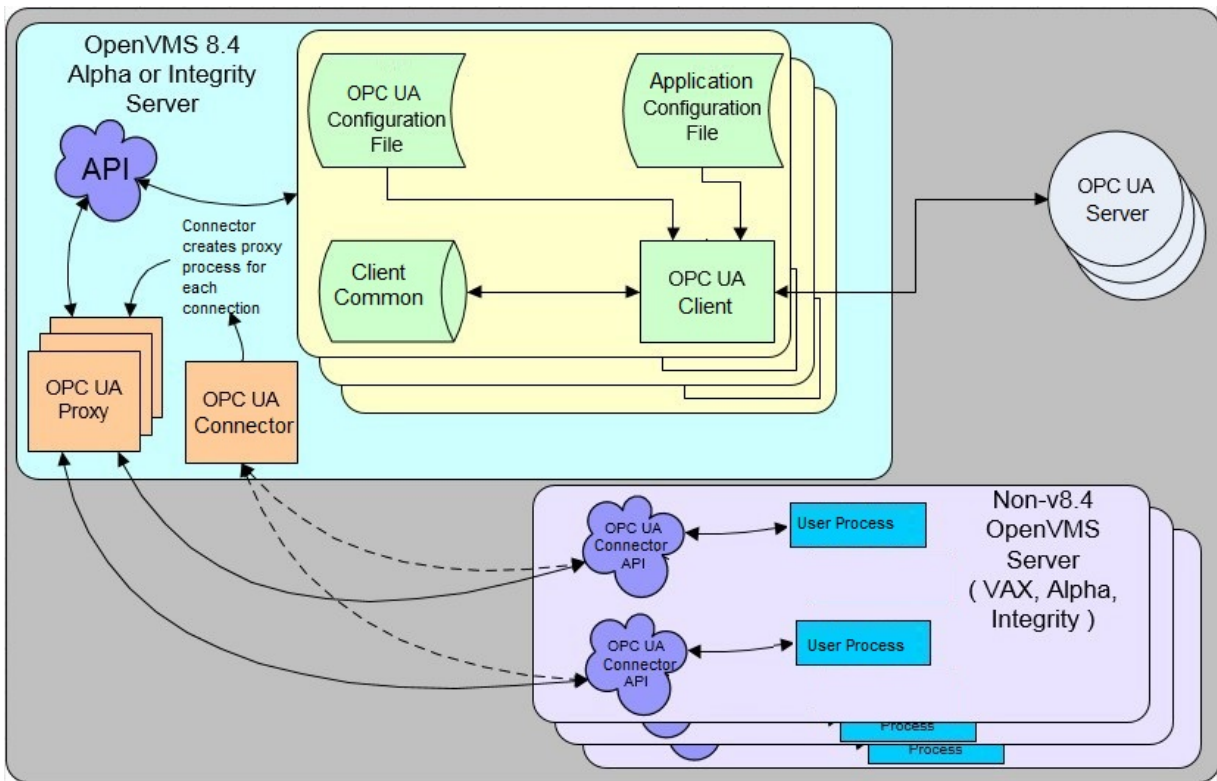 OpenVMS 8.4
Alpha or Integrity
Server
API
Connector
creates proxy
process for
each
connection
OPC UA
Proxy
OPC UA
Connector
OPC UA
Configuration
File
Application
Configuration
File
Client
Common
OPC UA
Client
OPC UA
Server
OPC UA
Connector
API
User Process
OPC UA
Connector
API
User Process
Non-v8.4
OpenVMS
Server
( VAX, Alpha,
Integrity )
Process
Process